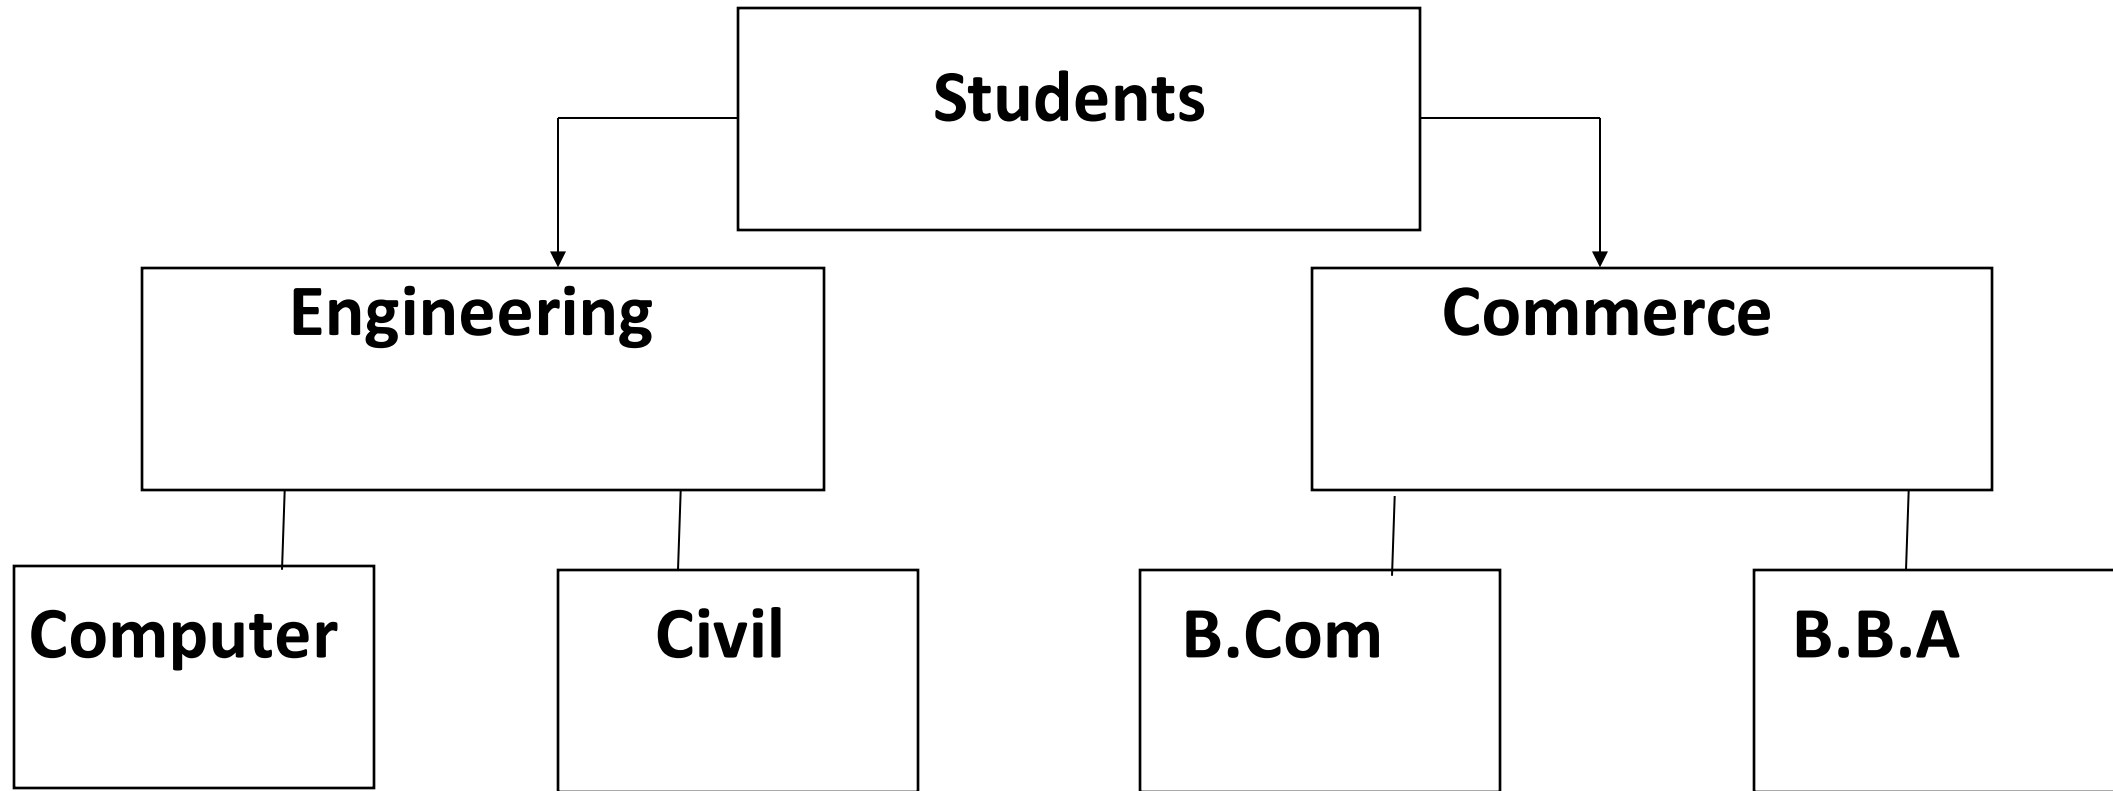 Students
Engineering
Commerce
Computer
Civil
B.Com
B.B.A